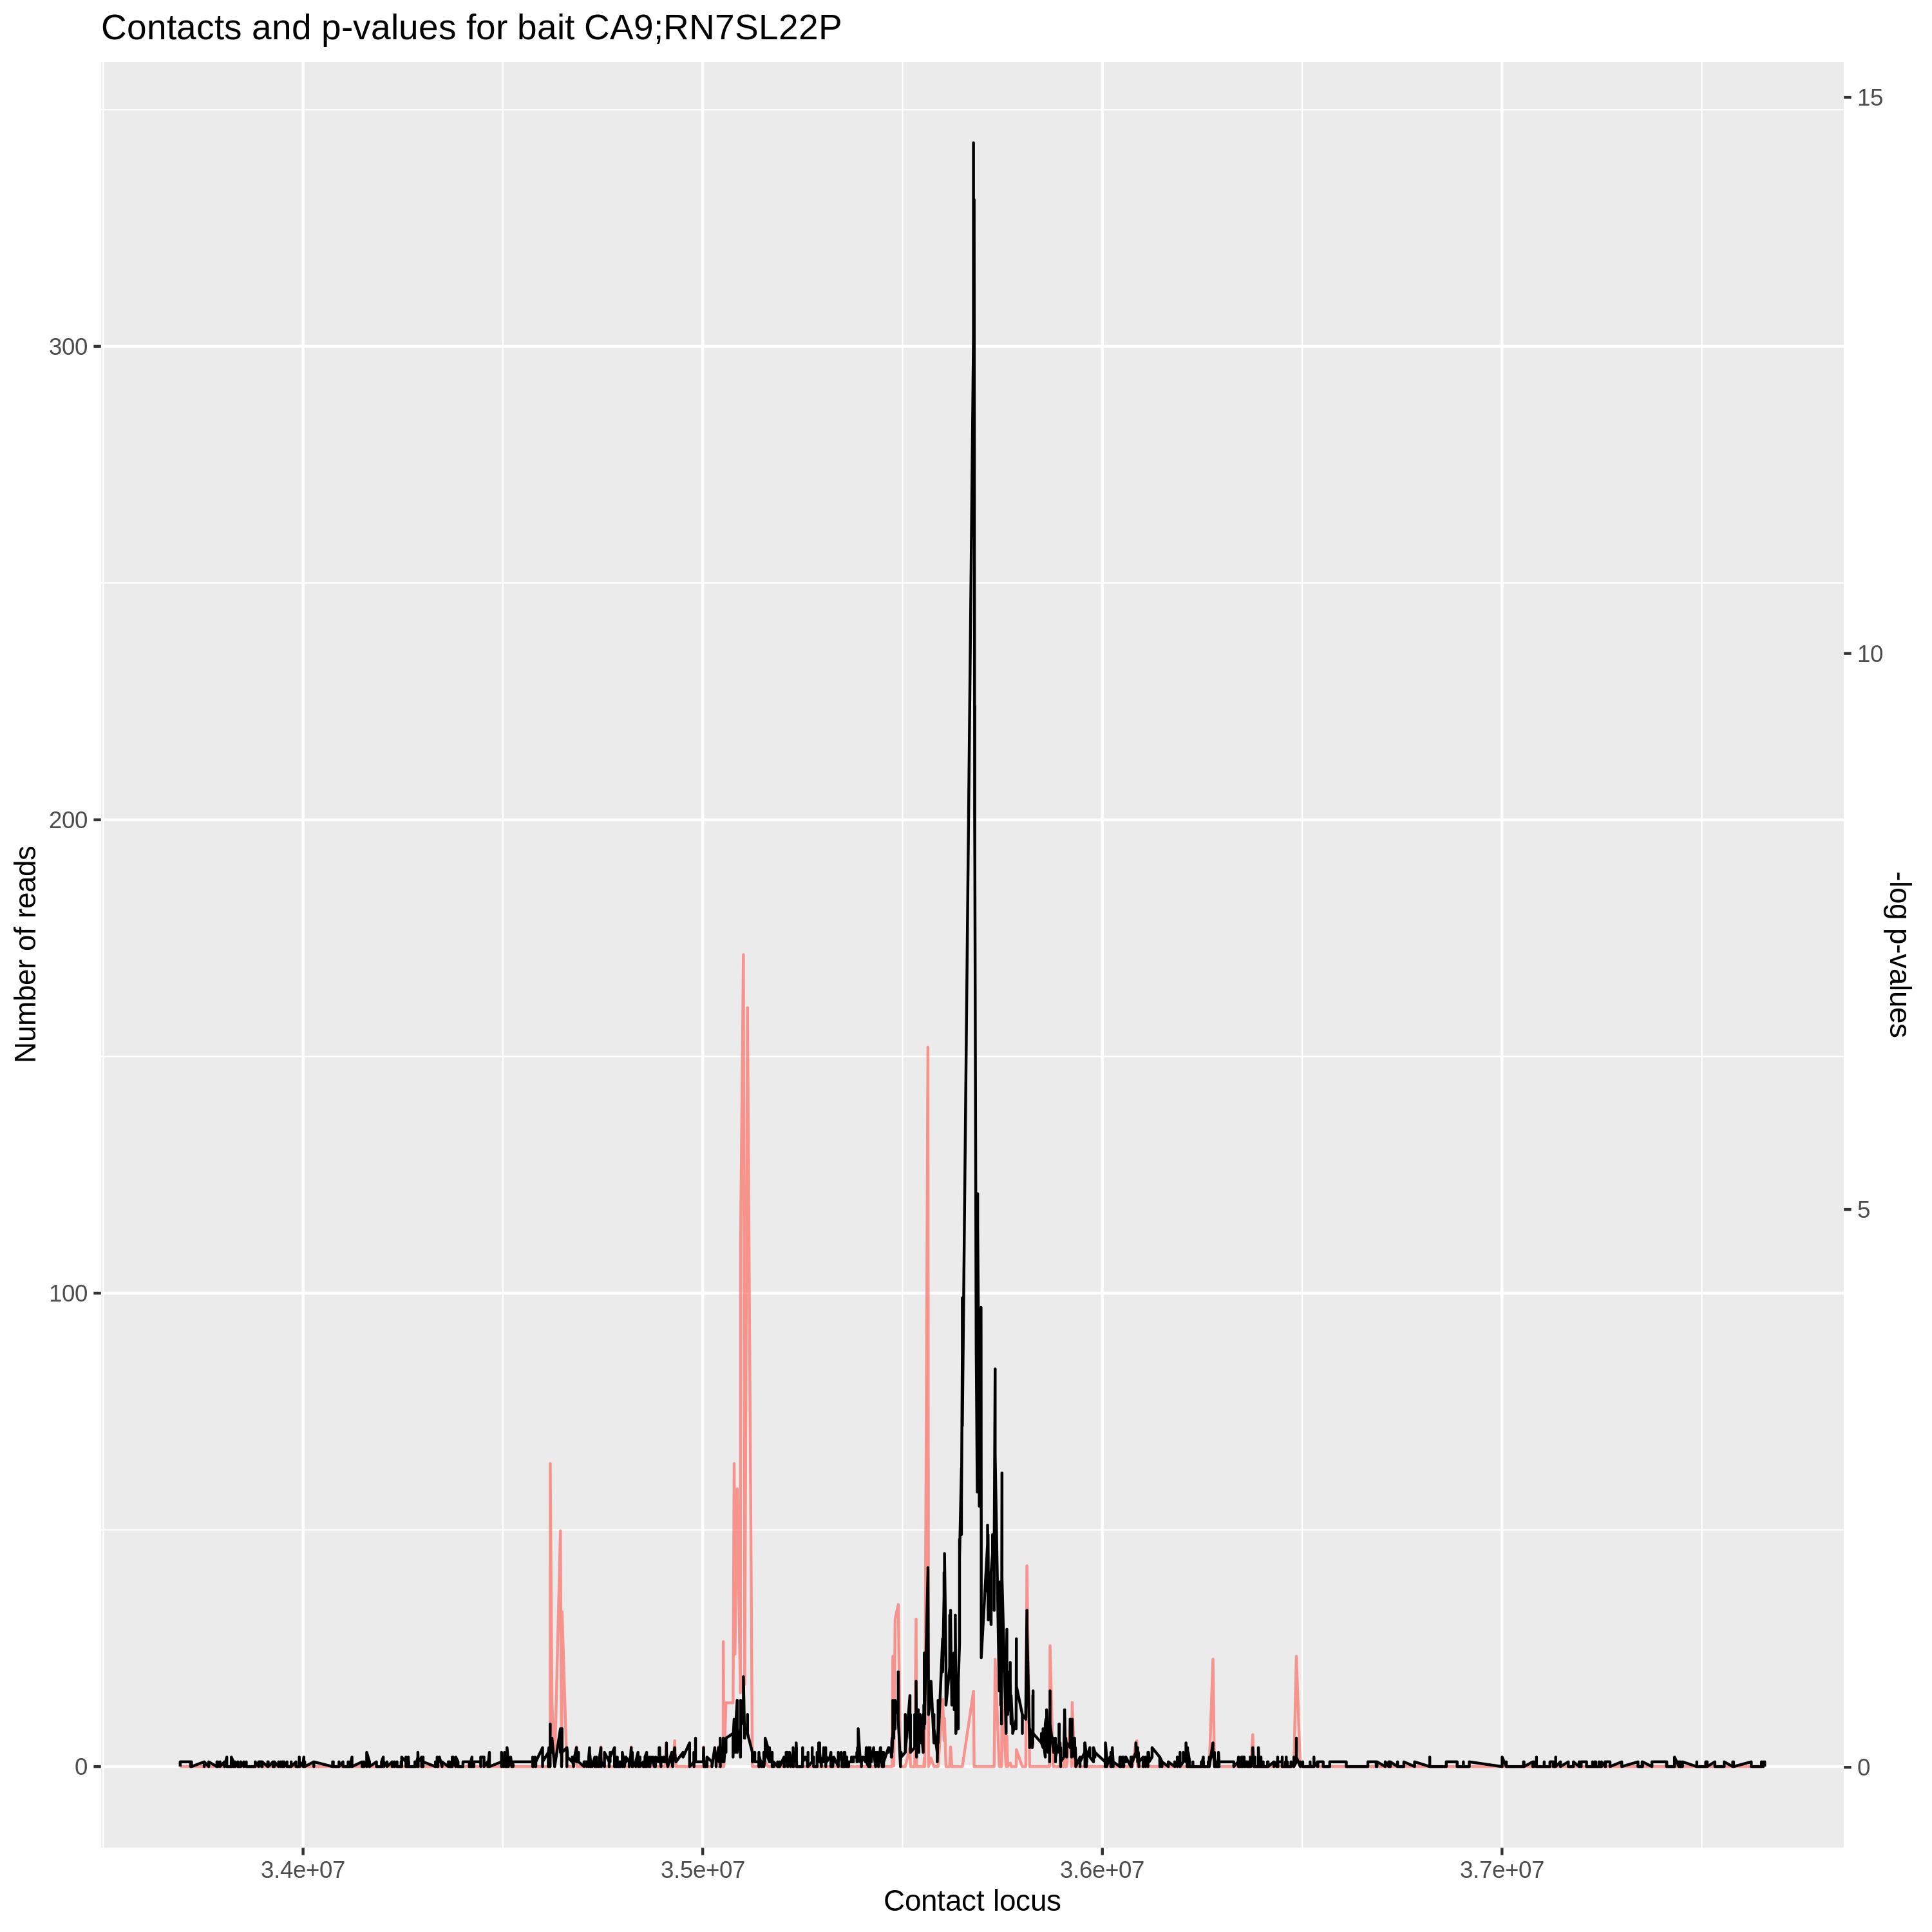 Contacts and p-values for bait CA9;RN7SL22P
15
300
10
200
Number of reads
-log p-values
5
100
0
0
3.4e+07
3.5e+07
3.6e+07
3.7e+07
Contact locus